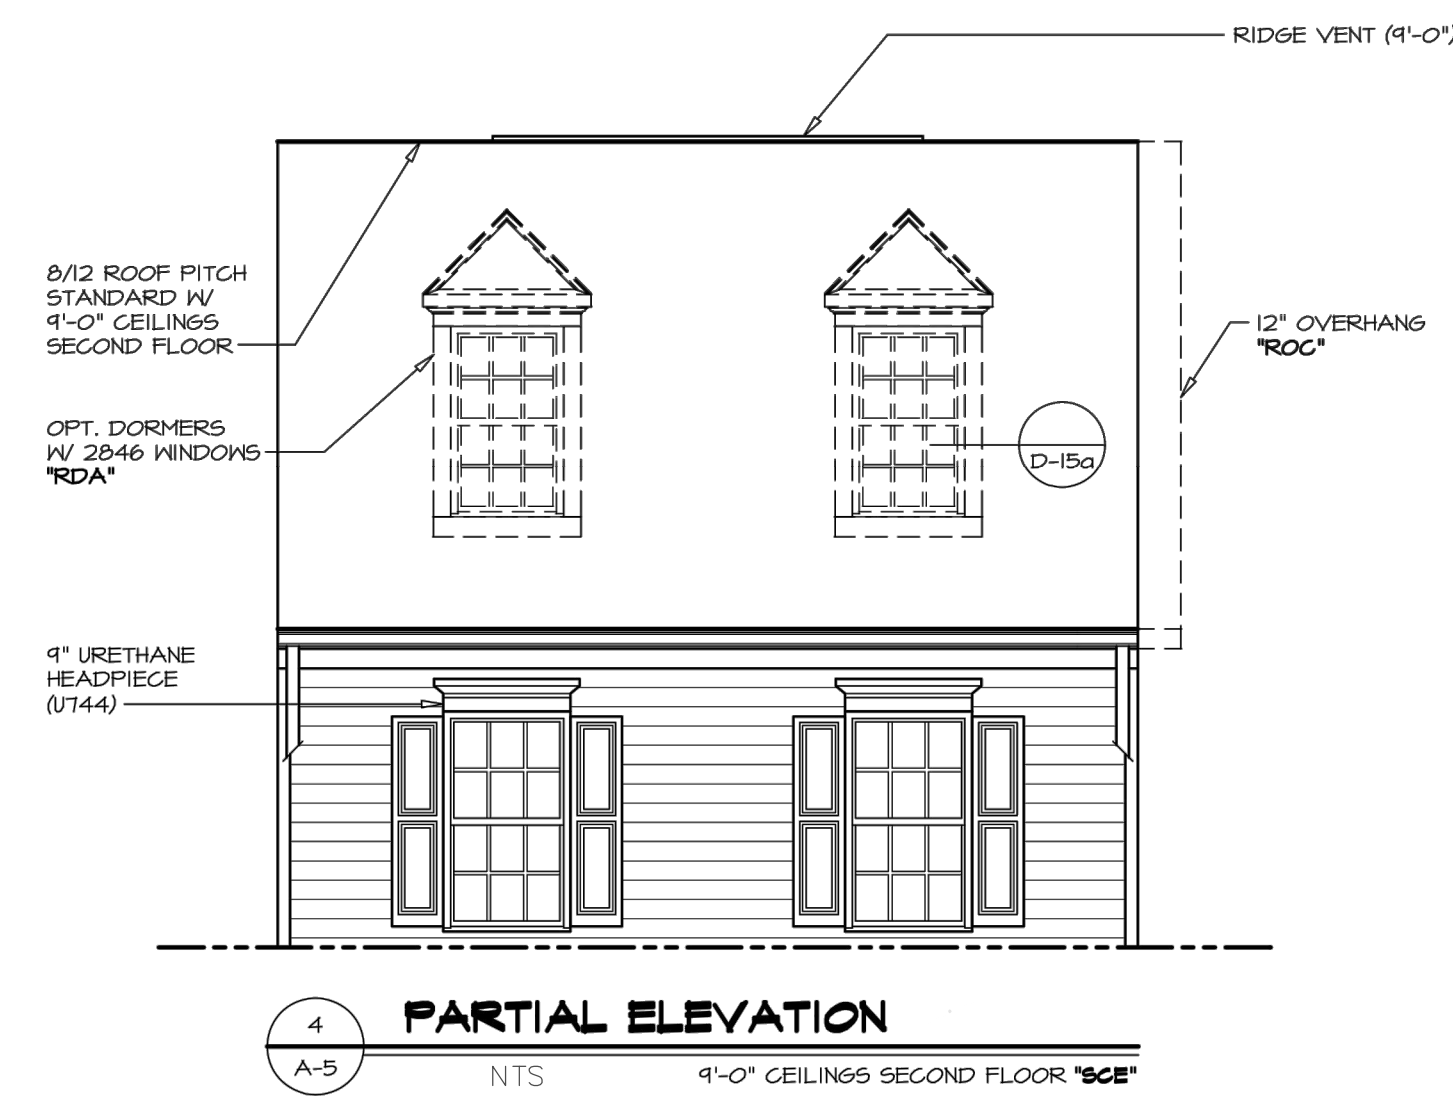 RIDGE VENT (9'-0")
8/12 ROOF PITCH
STANDARD W/
9'-0" CEILINGS
SECOND FLOOR
12" OVERHANG
"ROC"
OPT. DORMERS
W/ 2846 WINDOWS
"RDA"
D-15a
9" URETHANE
HEADPIECE
(U744)
4
A-5
PARTIAL ELEVATION
NTS
9'-0" CEILINGS SECOND FLOOR "SCE"